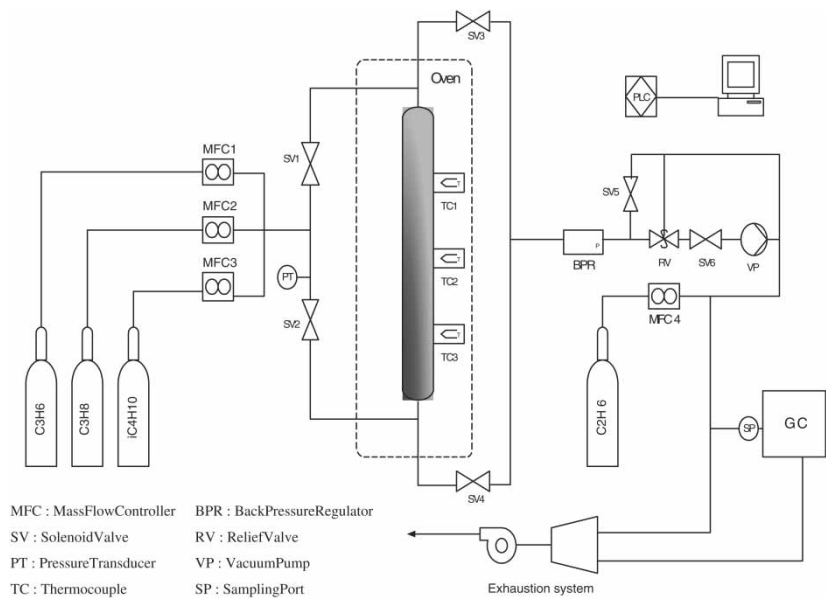 SV3
Oven
PLC
MFC1
SV1
MFC2
T
TC1
SV5
MFC3
P
BPR
RV
SV6
VP
PT
T
TC2
SV2
MFC 4
T
TC3
C3H6
C3H8
iC4H10
C2H 6
SP
GC
SV4
MFC : MassFlowController BPR : BackPressureRegulator
SV : SolenoidValve RV : ReliefValve
PT : PressureTransducer VP : VacuumPump
TC : Thermocouple SP : SamplingPort
Exhaustion system